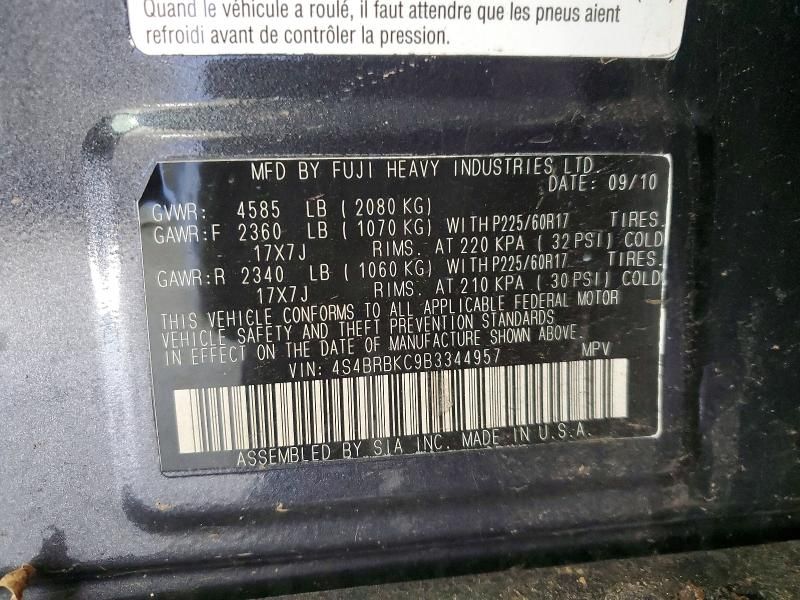 Quand le véhicule a roulé, il faut attendre que les pneus aient
refroidi avant de contrôler la pression.
MFD BY FUJI HEAVY INDUSTRIES LTD.
DATE: 09/10
GVWR: 4585 LB ( 2080 KG)
GAWR:F 2360 LB ( 1070 KG) WITH P225/60R17 TIRES.
17X7J RIMS. AT 220 KPA ( 32 PSI) COLD
GAWR:R 2340 LB ( 1060 KG) WITH P225/60R17 TIRES.
17X7J RIMS. AT 210 KPA ( 30 PSI) COLD
THIS VEHICLE CONFORMS TO ALL APPLICABLE FEDERAL MOTOR
VEHICLE SAFETY AND THEFT PREVENTION STANDARDS
IN EFFECT ON THE DATE OF MANUFACTURE SHOWN ABOVE.
VIN: 4S4BRBKC9B3344957 MPV
ASSEMBLED BY SIA INC. MADE IN U.S.A.